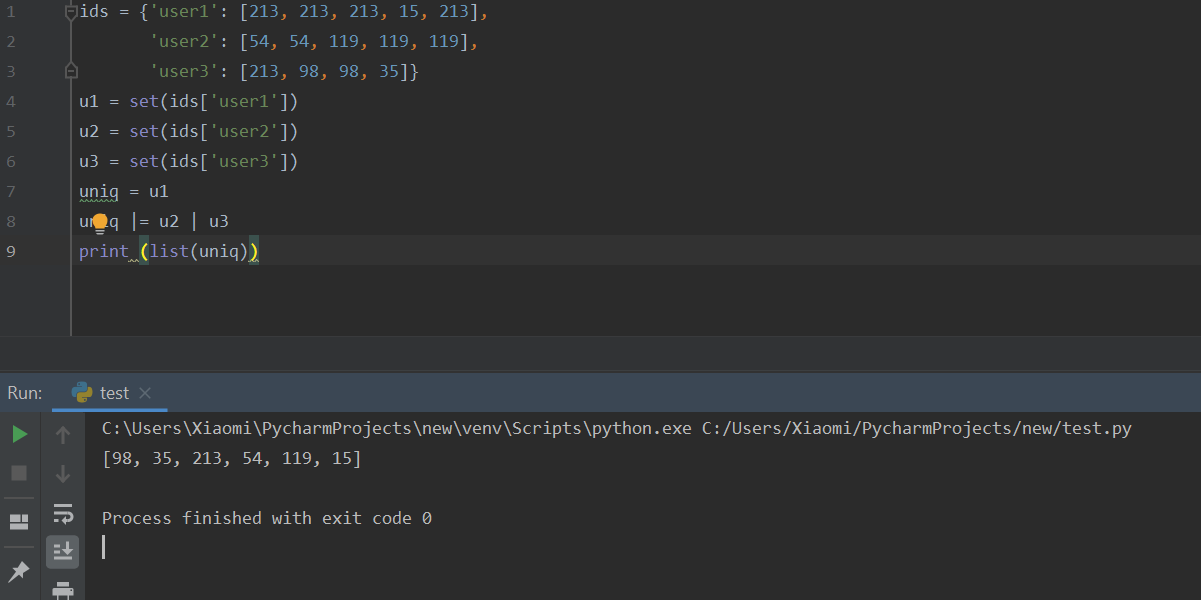 1 ids = {'user1': [213, 213, 213, 15, 213],
2 'user2': [54, 54, 119, 119, 119],
3 'user3': [213, 98, 98, 35]}
4 u1 = set(ids['user1'])
5 u2 = set(ids['user2'])
6 u3 = set(ids['user3'])
7 uniq = u1
8 uniq |= u2 | u3
9 print (list(uniq))
Run: test
C:\Users\Xiaomi\PycharmProjects\new\venv\Scripts\python.exe C:/Users/Xiaomi/PycharmProjects/new/test.py
[98, 35, 213, 54, 119, 15]
Process finished with exit code 0